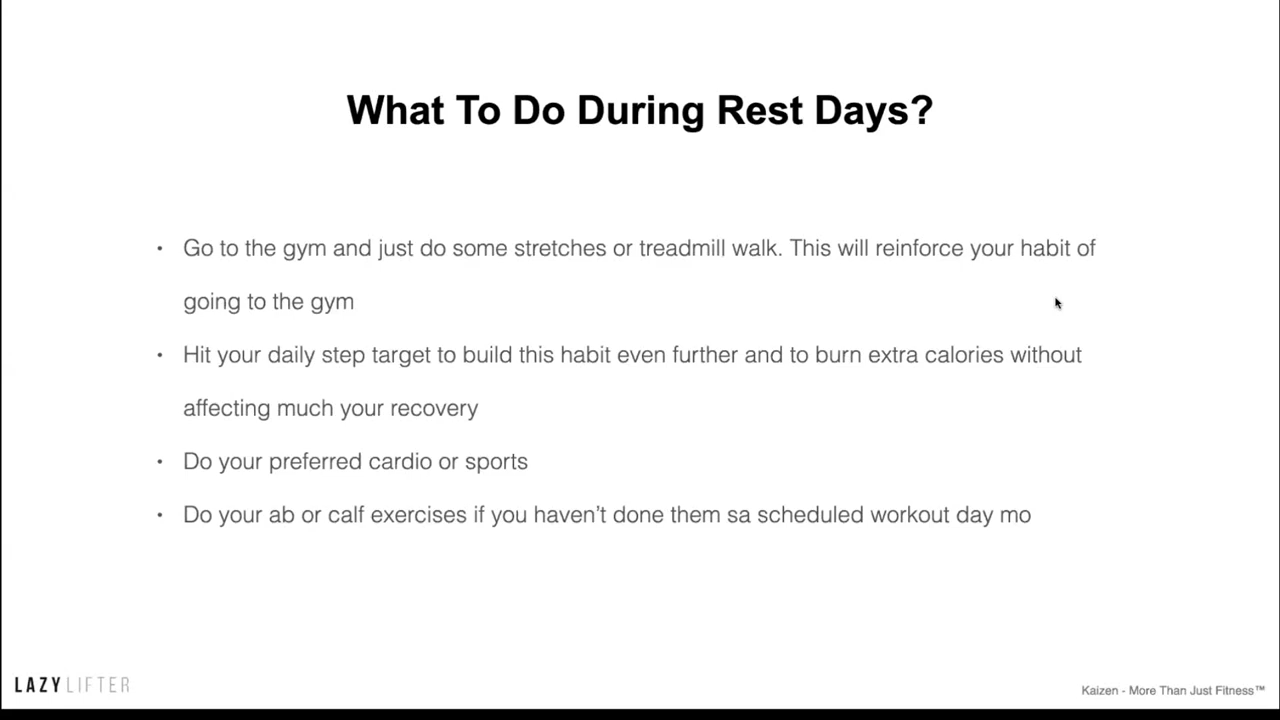 What To Do During Rest Days?
• Go to the gym and just do some stretches or treadmill walk. This will reinforce your habit of
going to the gym
• Hit your daily step target to build this habit even further and to burn extra calories without
affecting much your recovery
• Do your preferred cardio or sports
• Do your ab or calf exercises if you haven’t done them sa scheduled workout day mo
LAZYLIFTER
Kaizen - More Than Just Fitness™